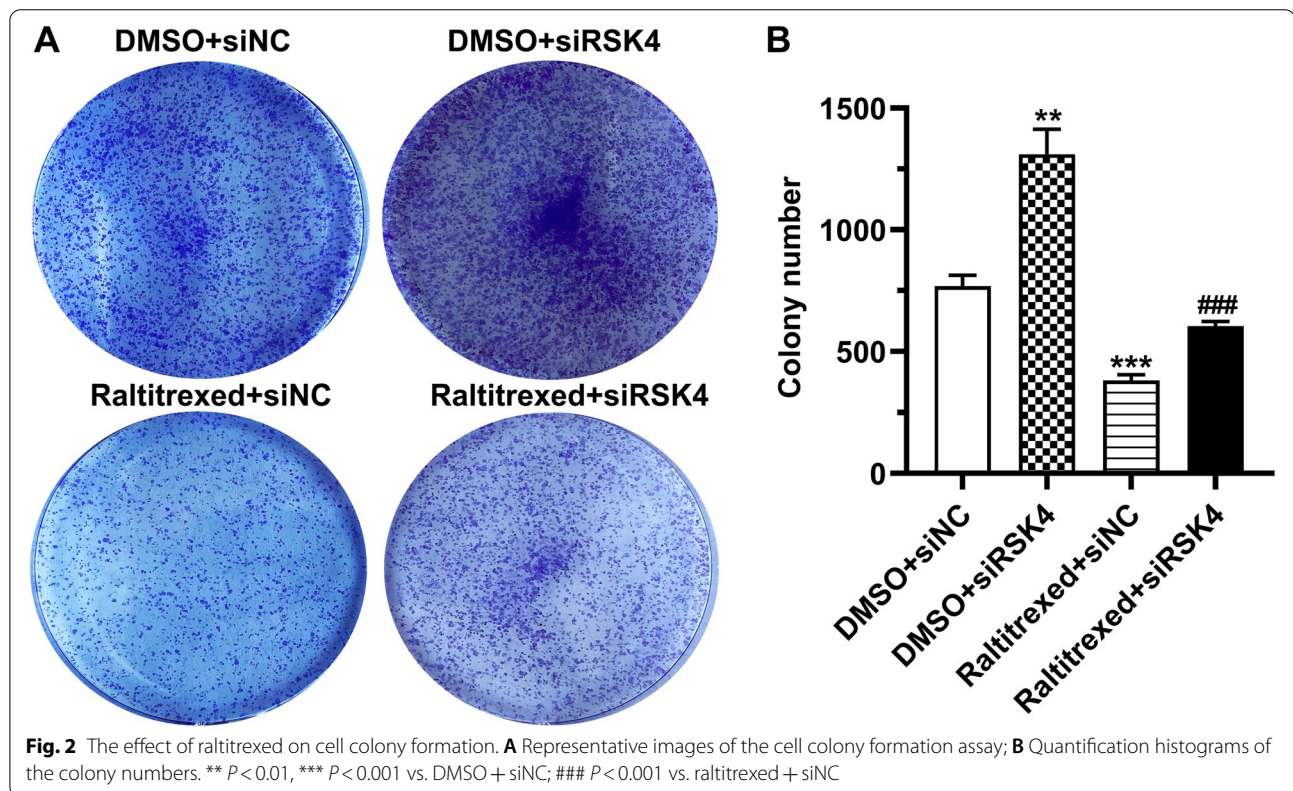 A
DMSO+siNC
DMSO+siRSK4
Raltitrexed+siNC
Raltitrexed+siRSK4
B
Colony number
1500
1000
500
0
**
***
###
DMSO+siNC
DMSO+siRSK4
Raltitrexed+siNC
Raltitrexed+siRSK4
Fig. 2 The effect of raltitrexed on cell colony formation. A Representative images of the cell colony formation assay; B Quantification histograms of
the colony numbers. ** P < 0.01, *** P < 0.001 vs. DMSO + siNC; ### P < 0.001 vs. raltitrexed + siNC